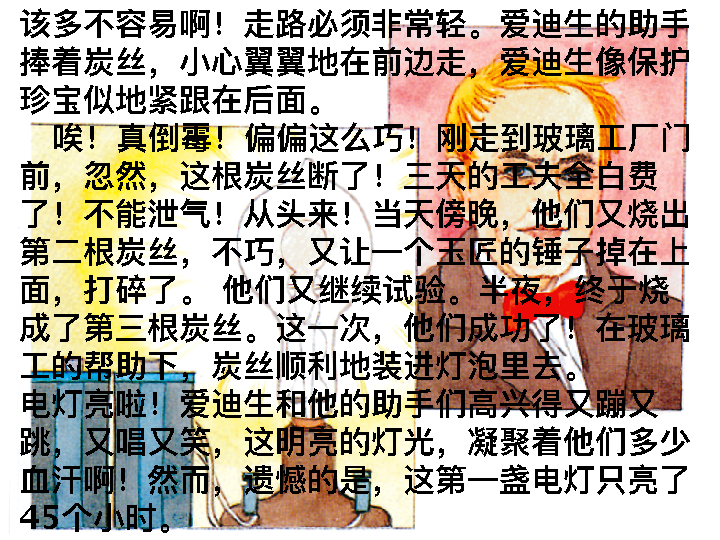 该多不容易啊！走路必须非常轻。爱迪生的助手
捧着炭丝，小心翼翼地在前边走，爱迪生像保护
珍宝似地紧跟在后面。
唉！真倒霉！偏偏这么巧！刚走到玻璃工厂门
前，忽然，这根炭丝断了！三天的工夫全白费
了！不能泄气！从头来！当天傍晚，他们又烧出
第二根炭丝，不巧，又让一个玉匠的锤子掉在上
面，打碎了。 他们又继续试验。半夜，终于烧
成了第三根炭丝。这一次，他们成功了！在玻璃
工的帮助下，炭丝顺利地装进灯泡里去。
电灯亮啦！爱迪生和他的助手们高兴得又蹦又
跳，又唱又笑，这明亮的灯光，凝聚着他们多少
血汗啊！然而，遗憾的是，这第一盏电灯只亮了
45个小时。